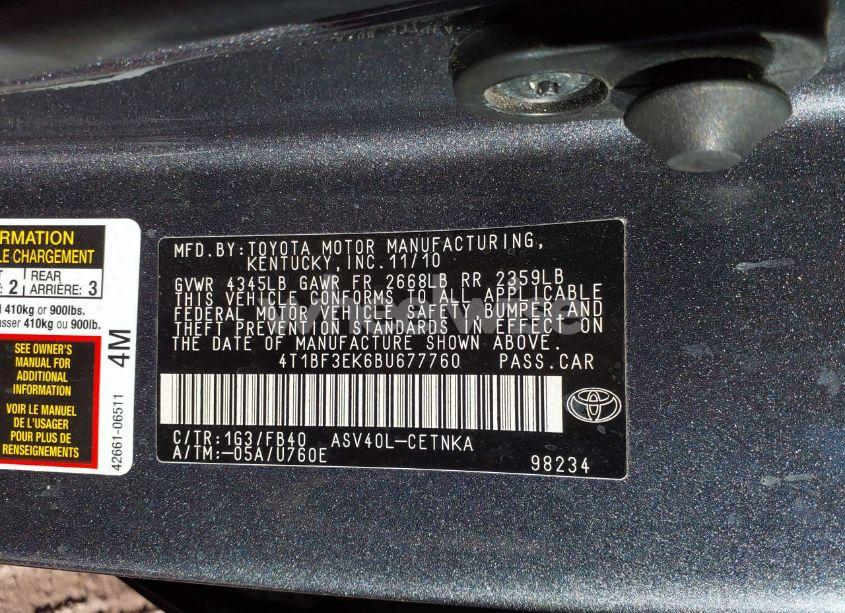 RMATION
LE CHARGEMENT
2
REAR
ARRIÈRE: 3
410kg or 900lbs.
asser 410kg ou 900lb.
SEE OWNER'S
MANUAL FOR
ADDITIONAL
INFORMATION
VOIR LE MANUEL
DE L'USAGER
POUR PLUS DE
RENSEIGNEMENTS
4M
42661-06511
MFD.BY:TOYOTA MOTOR MANUFACTURING,
KENTUCKY,INC.11/10
GVWR 4345LB GAWR FR 2668LB RR 2359LB
THIS VEHICLE CONFORMS TO ALL APPLICABLE
FEDERAL MOTOR VEHICLE SAFETY,BUMPER,AND
THEFT PREVENTION STANDARDS IN EFFECT ON
THE DATE OF MANUFACTURE SHOWN ABOVE.
4T1BF3EK6BU677760 PASS.CAR
C/TR:1G3/FB40 ASV40L-CETNKA
A/TM:-05A/U760E
98234